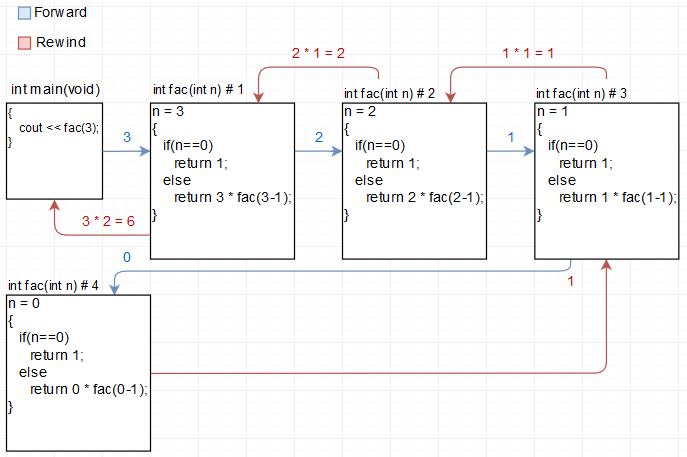 Forward
Rewind
2 * 1 = 2
1 * 1 = 1
int main(void)
{
cout << fac(3);
}
3
int fac(int n) # 1
n = 3
{
if(n==0)
return 1;
else
return 3 * fac(3-1);
}
2
int fac(int n) # 2
n = 2
{
if(n==0)
return 1;
else
return 2 * fac(2-1);
}
1
int fac(int n) # 3
n = 1
{
if(n==0)
return 1;
else
return 1 * fac(1-1);
}
3 * 2 = 6
0
1
int fac(int n) # 4
n = 0
{
if(n==0)
return 1;
else
return 0 * fac(0-1);
}